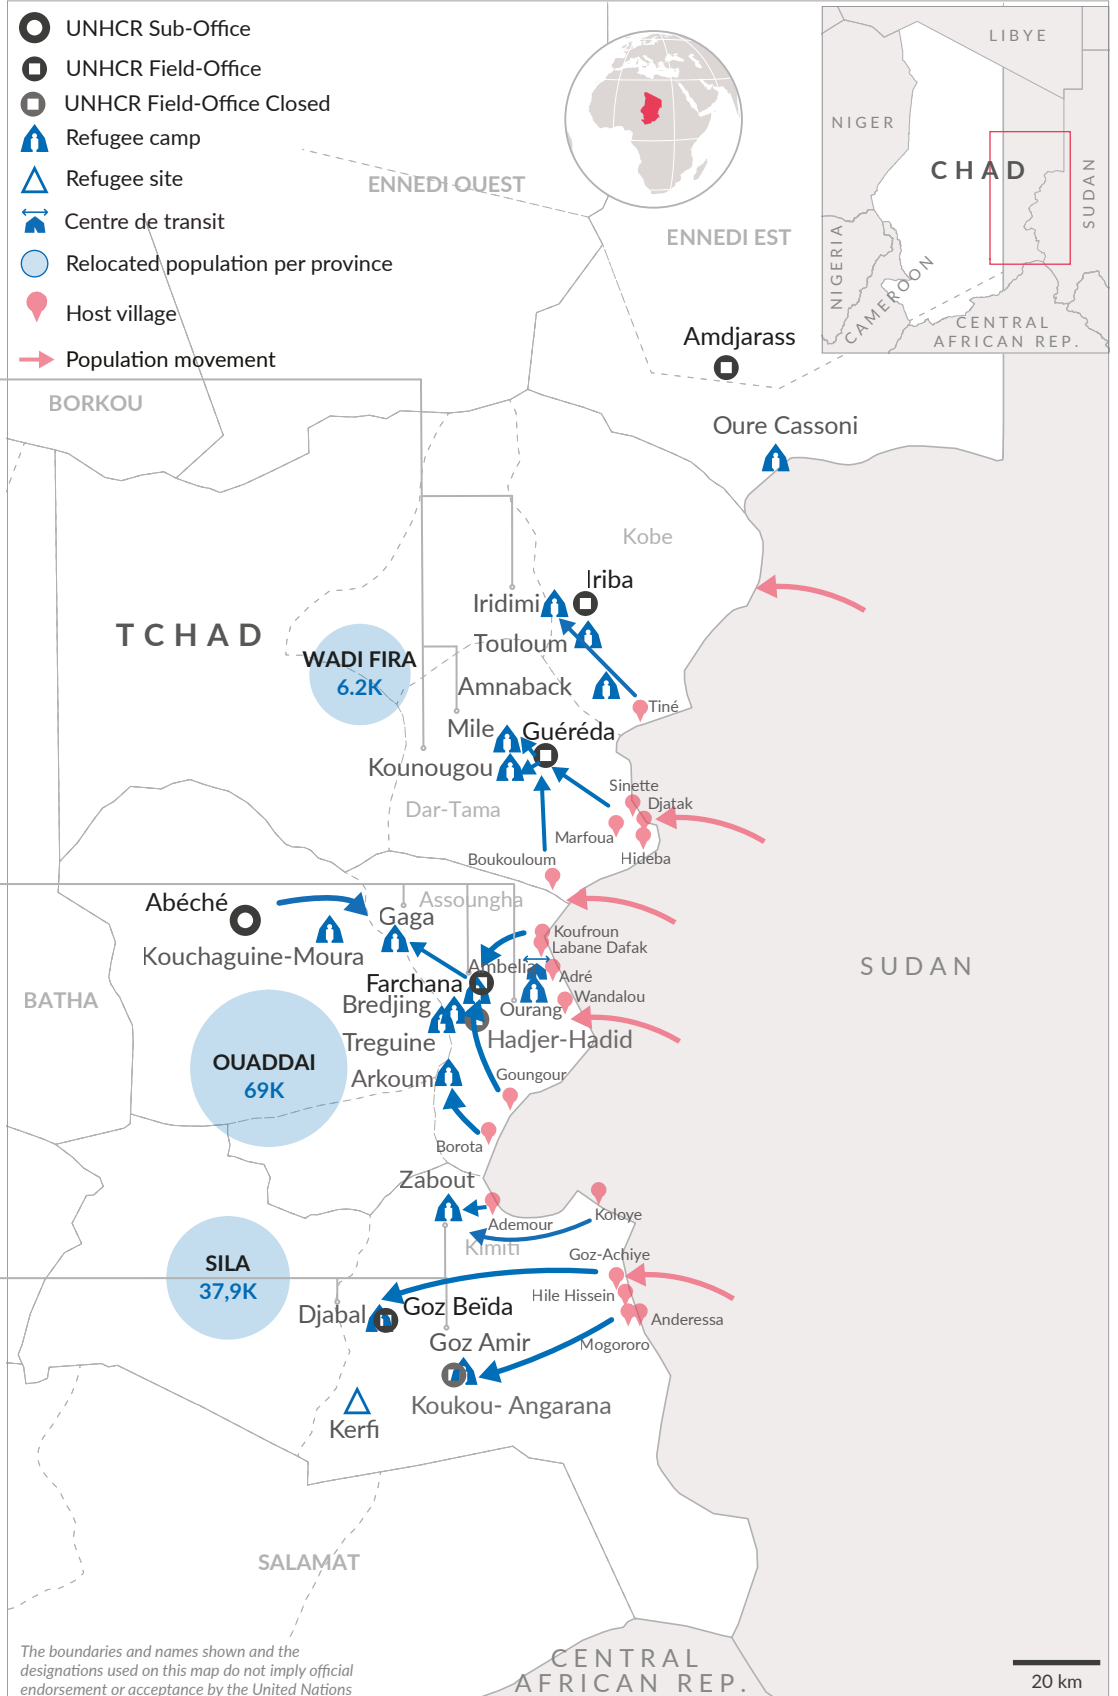 UNHCR Sub-Office
UNHCR Field-Office
UNHCR Field-Office Closed
Refugee camp
Refugee site
Centre de transit
Relocated population per province
Host village
Population movement
LIBYE
NIGER
CHAD
SUDAN
NIGERIA
CAMEROON
CENTRAL
AFRICAN REP.
ENNEDI OUEST
ENNEDI EST
Amdjarass
BORKOU
Oure Cassoni
Kobe
Iriba
Iridimi
TCHAD
Touloum
WADI FIRA
6.2K
Amnaback
Tiné
Mile
Guéréda
Kounougou
Sinette
Djatak
Dar-Tama
Marfoua
Hideba
Boukouloum
Abéché
Assoungha
Gaga
Koufroun
Labane Dafak
Kouchaguine-Moura
Ambelia
Adré
SUDAN
Farchana
Wandalou
BATHA
Bredjing
Ourang
Hadjer-Hadid
Treguine
OUADDAI
69K
Arkoum
Goungour
Borota
Zabout
Ademour
Koloye
Kimiti
Goz-Achiye
SILA
37,9K
Hile Hissein
Djabal
Goz Beïda
Anderessa
Goz Amir
Mogororo
Koukou- Angarana
Kerfi
SALAMAT
The boundaries and names shown and the
designations used on this map do not imply official
endorsement or acceptance by the United Nations
CENTRAL
AFRICAN REP.
20 km